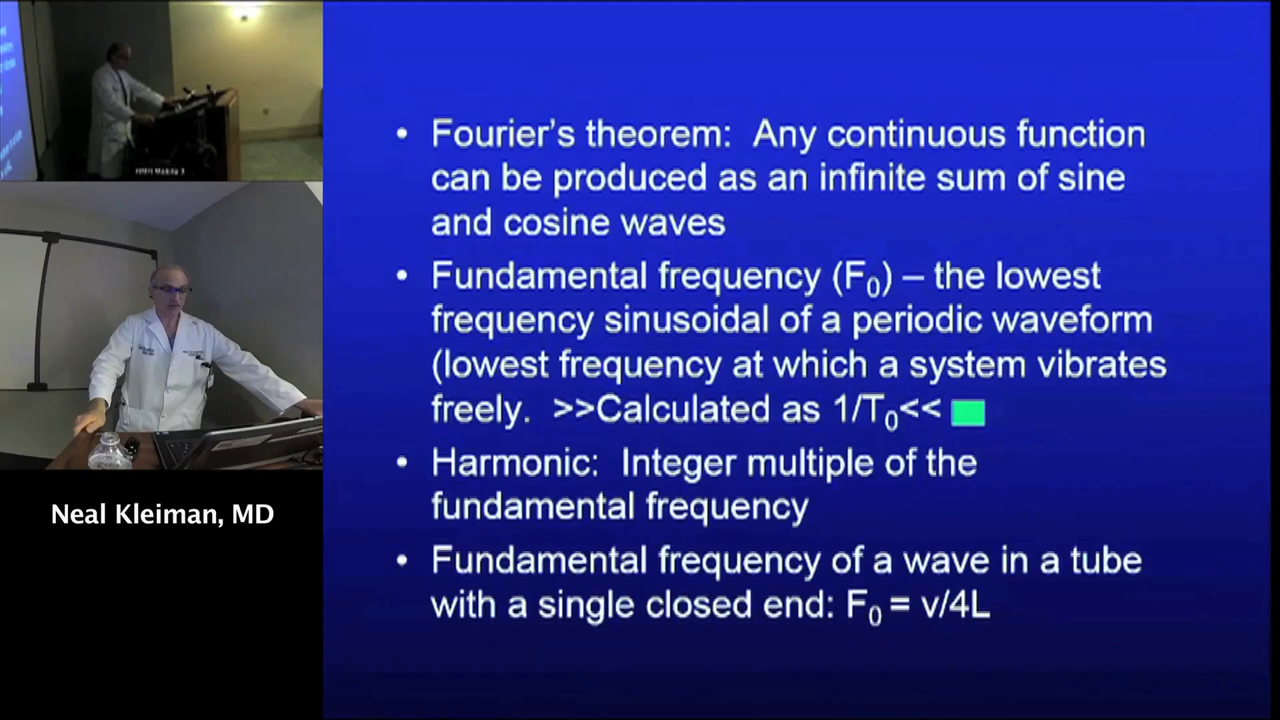 • Fourier's theorem: Any continuous function
can be produced as an infinite sum of sine
and cosine waves
• Fundamental frequency (F₀) – the lowest
frequency sinusoidal of a periodic waveform
(lowest frequency at which a system vibrates
freely. >>Calculated as 1/T₀<<
• Harmonic: Integer multiple of the
fundamental frequency
• Fundamental frequency of a wave in a tube
with a single closed end: F₀ = v/4L
Neal Kleiman, MD